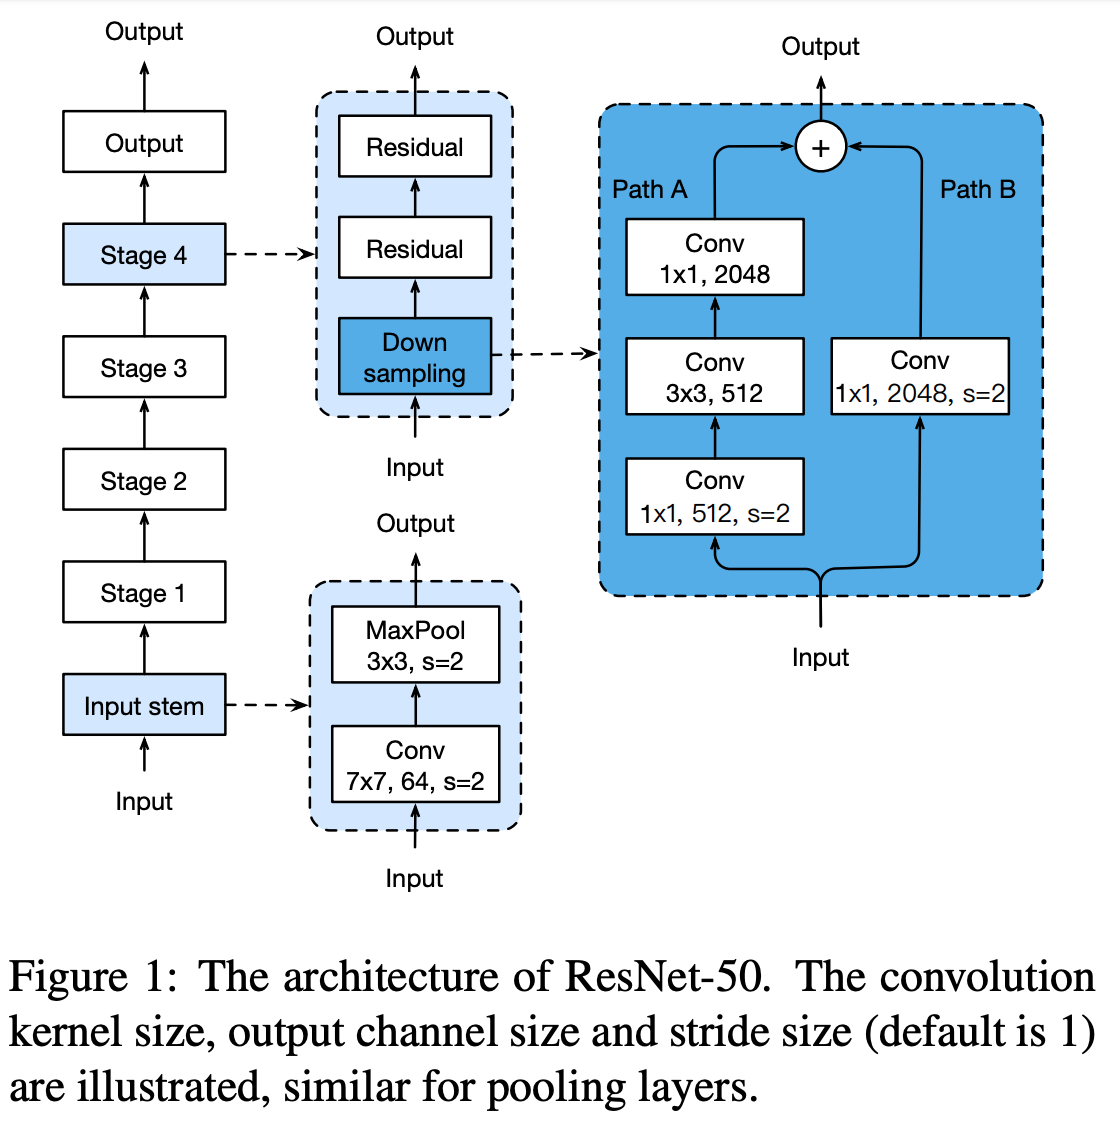 Output
Output
Stage 4
Stage 3
Stage 2
Stage 1
Input stem
Input
Output
Residual
Residual
Down
sampling
Input
Output
MaxPool
3x3, s=2
Conv
7x7, 64, s=2
Input
Output
+
Path A
Path B
Conv
1x1, 2048
Conv
3x3, 512
Conv
1x1, 512, s=2
Conv
1x1, 2048, s=2
Input
Figure 1: The architecture of ResNet-50. The convolution
kernel size, output channel size and stride size (default is 1)
are illustrated, similar for pooling layers.